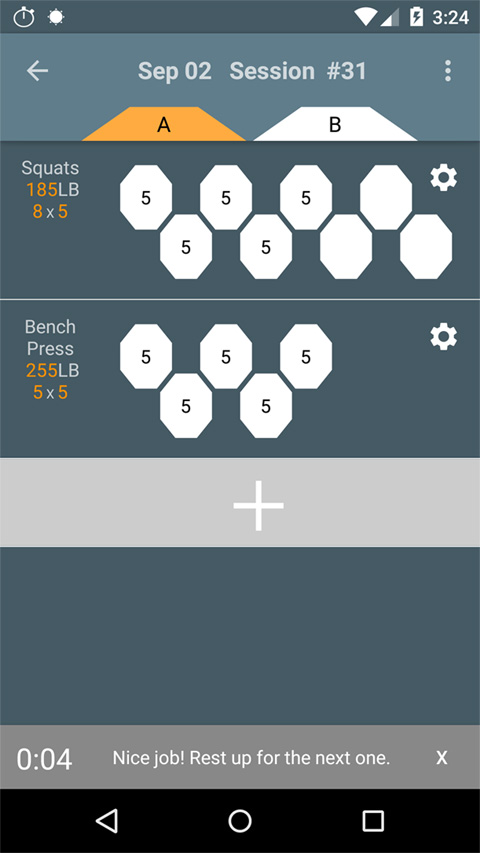 3:24
Sep 02 Session #31
A B
Squats
185LB
8 x 5
5 5 5
5 5
Bench
Press
255LB
5 x 5
5 5 5
5 5
0:04 Nice job! Rest up for the next one. X